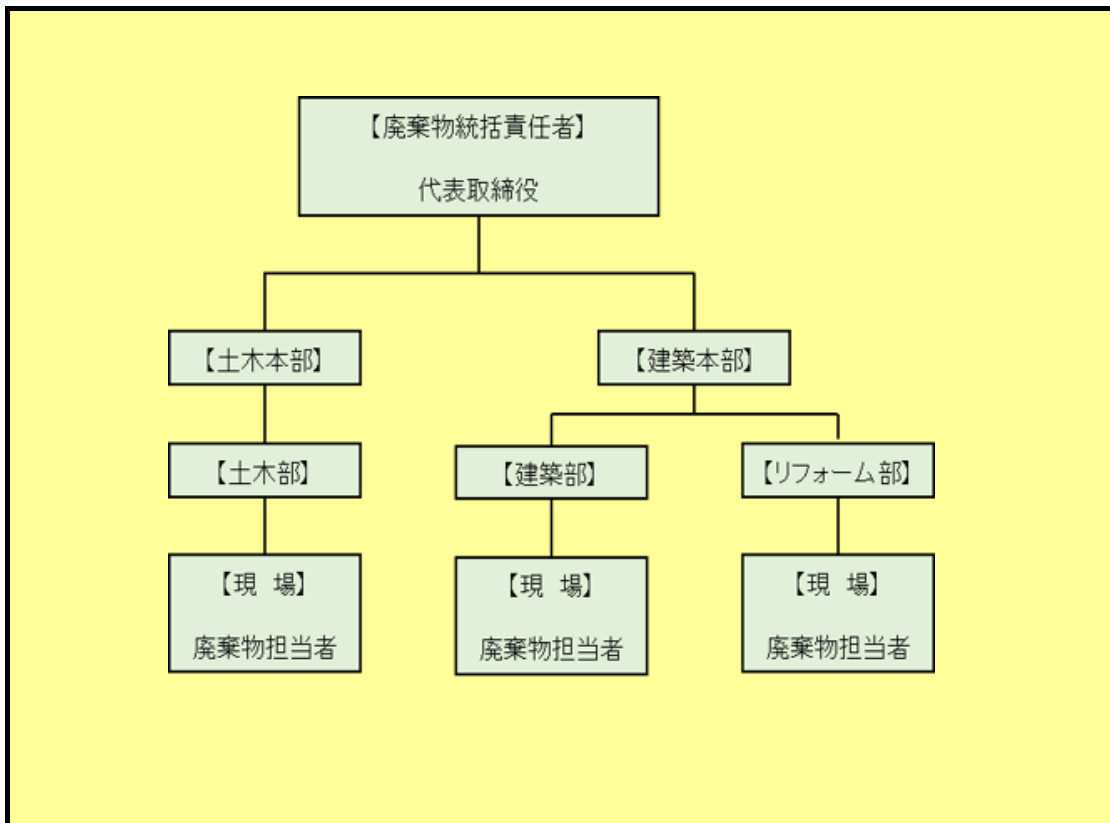 【廃棄物統括責任者】
代表取締役
【土木本部】
【建築本部】
【土木部】
【建築部】
【リフォーム部】
【現　場】
廃棄物担当者
【現　場】
廃棄物担当者
【現　場】
廃棄物担当者